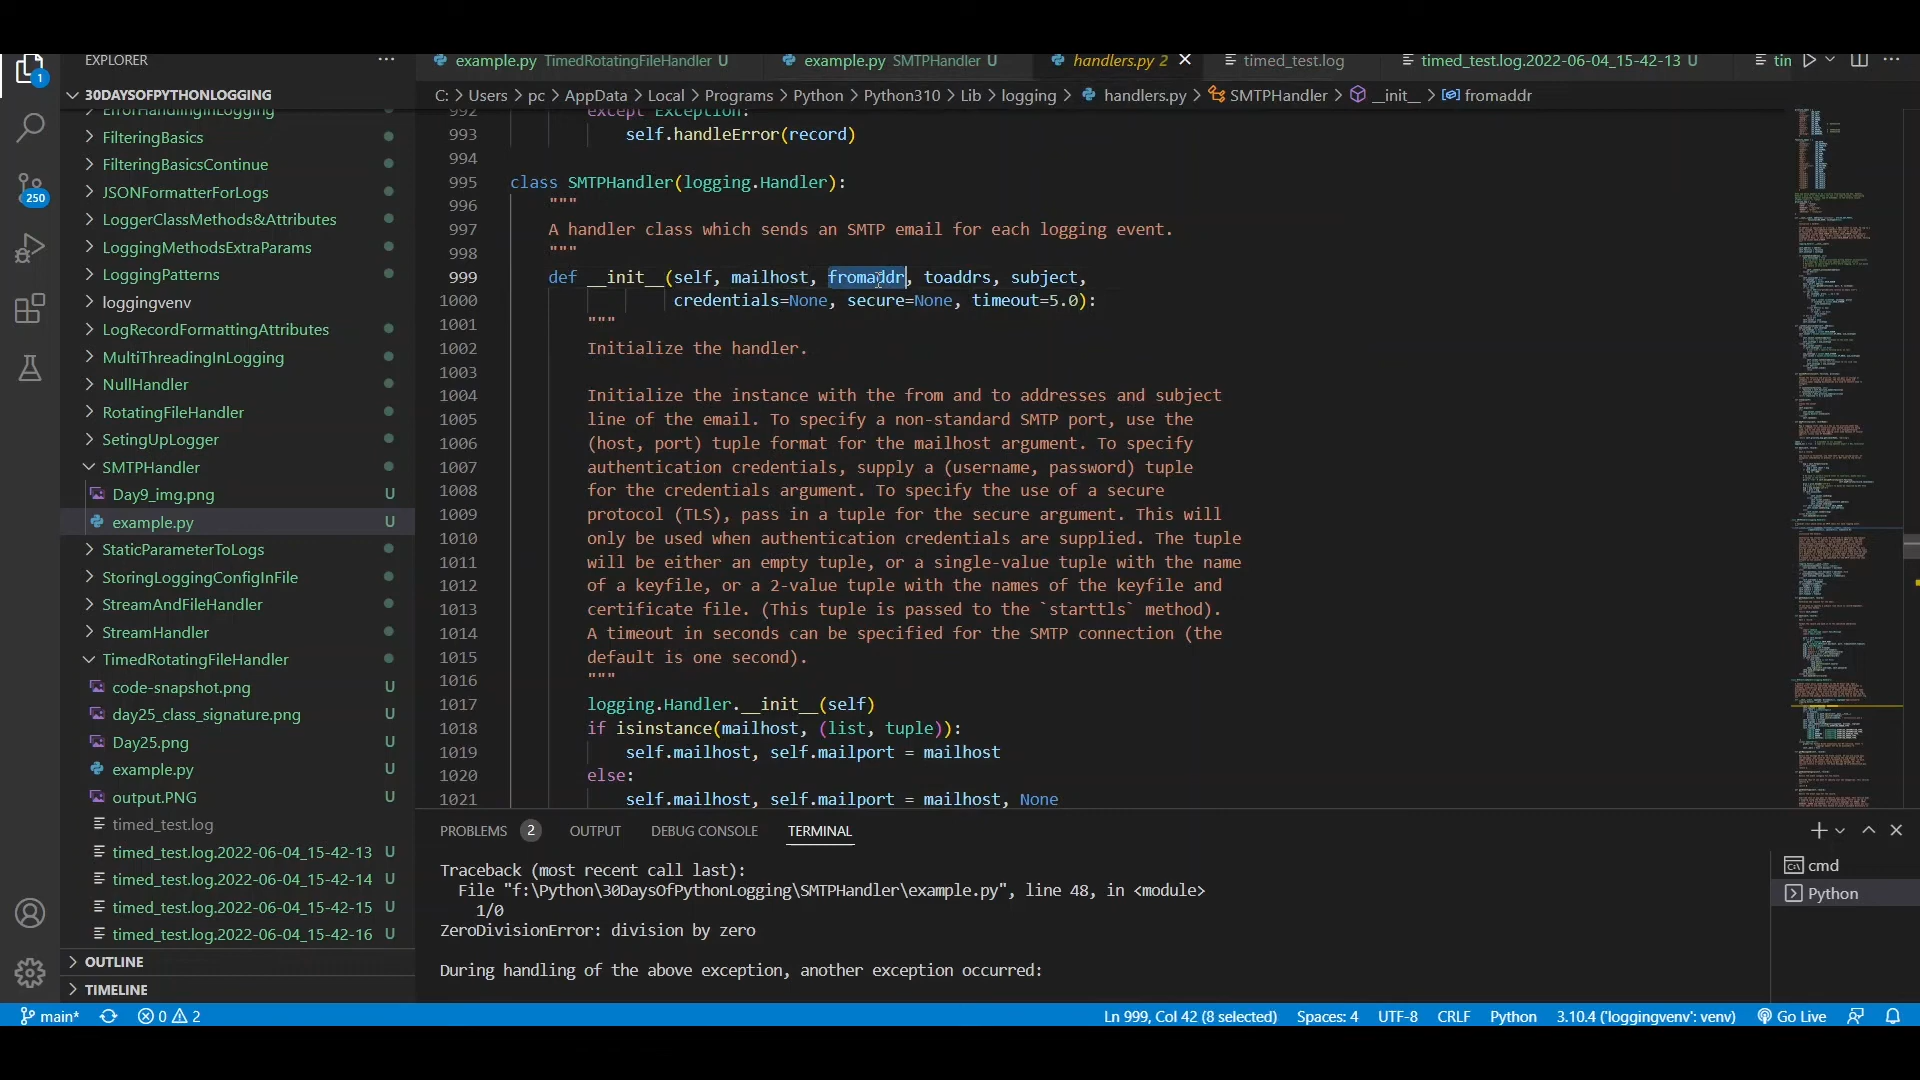 EXPLORER
30DAYSOFPYTHONLOGGING
ErrorHandlingInLogging
FilteringBasics
FilteringBasicsContinue
JSONFormatterForLogs
LoggerClassMethods&Attributes
LoggingMethodsExtraParams
LoggingPatterns
loggingvenv
LogRecordFormattingAttributes
MultiThreadingInLogging
NullHandler
RotatingFileHandler
SetingUpLogger
SMTPHandler
Day9_img.png U
example.py U
StaticParameterToLogs
StoringLoggingConfigInFile
StreamAndFileHandler
StreamHandler
TimedRotatingFileHandler
code-snapshot.png U
day25_class_signature.png U
Day25.png U
example.py U
output.PNG U
timed_test.log
timed_test.log.2022-06-04_15-42-13 U
timed_test.log.2022-06-04_15-42-14 U
timed_test.log.2022-06-04_15-42-15 U
timed_test.log.2022-06-04_15-42-16 U
OUTLINE
TIMELINE
1
250
example.py TimedRotatingFileHandler U
example.py SMTPHandler U
handlers.py 2
timed_test.log
timed_test.log.2022-06-04_15-42-13 U
tin
C: > Users > pc > AppData > Local > Programs > Python > Python310 > Lib > logging > handlers.py > SMTPHandler > __init__ > fromaddr
992 except Exception:
993 self.handleError(record)
994
995 class SMTPHandler(logging.Handler):
996 """
997 A handler class which sends an SMTP email for each logging event.
998 """
999 def __init__(self, mailhost, fromaddr, toaddrs, subject,
1000 credentials=None, secure=None, timeout=5.0):
1001 """
1002 Initialize the handler.
1003
1004 Initialize the instance with the from and to addresses and subject
1005 line of the email. To specify a non-standard SMTP port, use the
1006 (host, port) tuple format for the mailhost argument. To specify
1007 authentication credentials, supply a (username, password) tuple
1008 for the credentials argument. To specify the use of a secure
1009 protocol (TLS), pass in a tuple for the secure argument. This will
1010 only be used when authentication credentials are supplied. The tuple
1011 will be either an empty tuple, or a single-value tuple with the name
1012 of a keyfile, or a 2-value tuple with the names of the keyfile and
1013 certificate file. (This tuple is passed to the `starttls` method).
1014 A timeout in seconds can be specified for the SMTP connection (the
1015 default is one second).
1016 """
1017 logging.Handler.__init__(self)
1018 if isinstance(mailhost, (list, tuple)):
1019 self.mailhost, self.mailport = mailhost
1020 else:
1021 self.mailhost, self.mailport = mailhost, None
PROBLEMS 2 OUTPUT DEBUG CONSOLE TERMINAL
Traceback (most recent call last):
File "f:\Python\30DaysOfPythonLogging\SMTPHandler\example.py", line 48, in <module>
1/0
ZeroDivisionError: division by zero
During handling of the above exception, another exception occurred:
cmd
Python
main* 0 2 Ln 999, Col 42 (8 selected) Spaces: 4 UTF-8 CRLF Python 3.10.4 ('loggingvenv': venv) Go Live